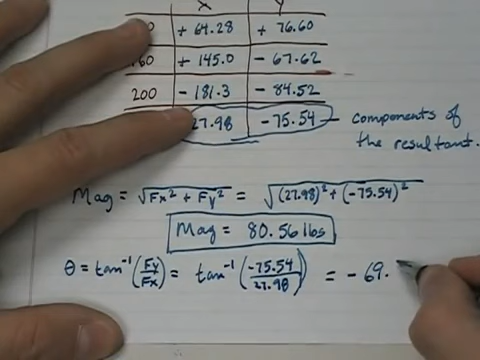 X Y
0 + 64.28 + 76.60
160 + 145.0 - 67.62
200 - 181.3 - 84.52
27.98 - 75.54 components of
the resultant.
Mag = √Fx² + Fy² = √(27.98)² + (-75.54)²
Mag = 80.56 lbs
θ = tan⁻¹ (Fy/Fx) = tan⁻¹ (-75.54/27.98) = - 69.